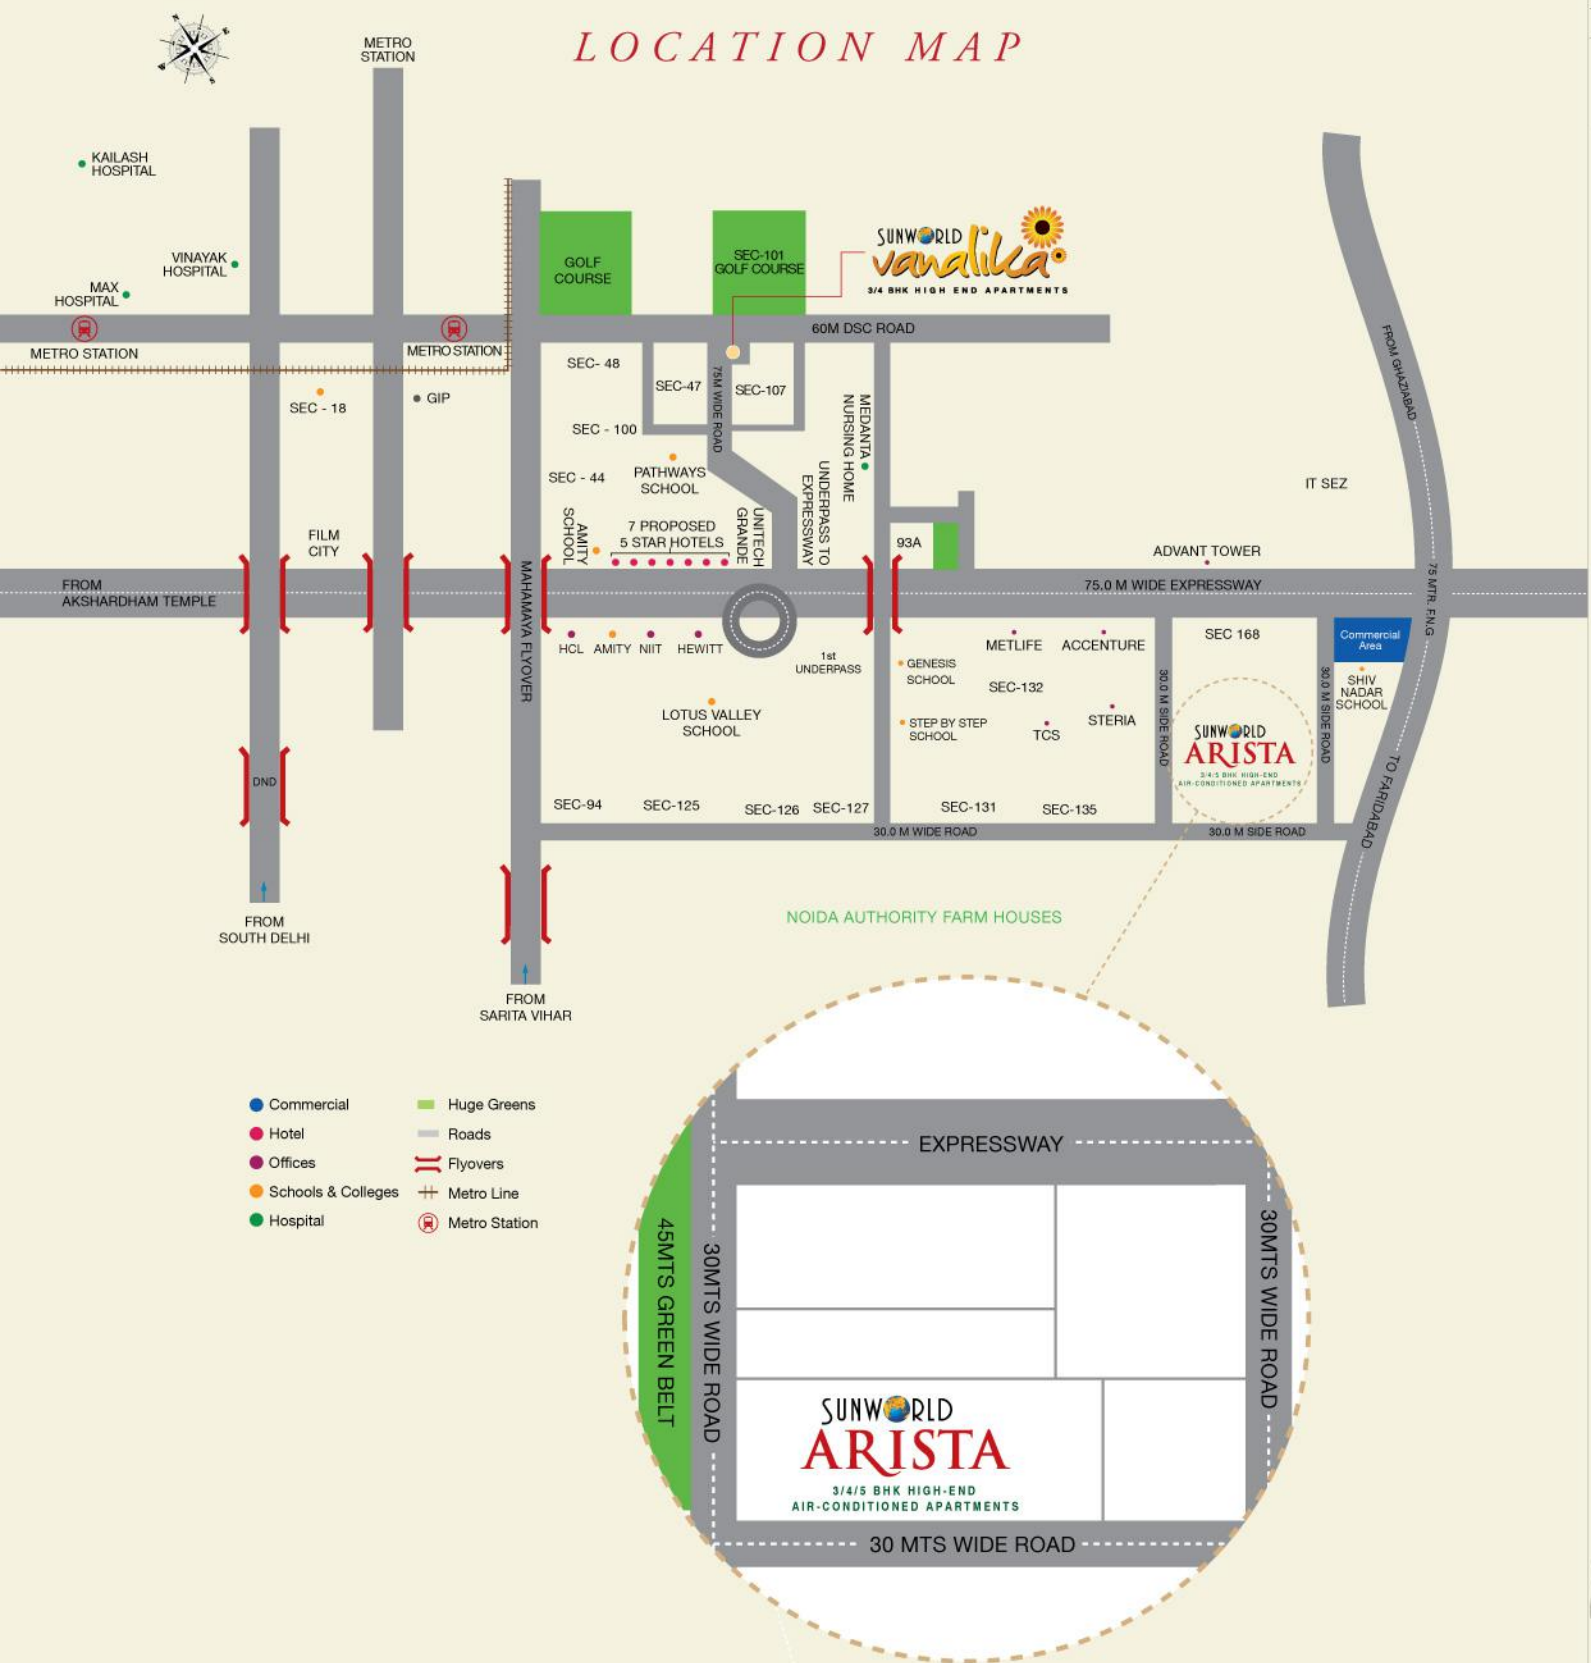 LOCATION MAP
N
E
W
S
METRO
STATION
KAILASH
HOSPITAL
VINAYAK
HOSPITAL
MAX
HOSPITAL
METRO STATION
METRO STATION
GOLF
COURSE
SEC-101
GOLF COURSE
SUNWORLD
vanalika
3/4 BHK HIGH END APARTMENTS
60M DSC ROAD
SEC- 48
SEC-47
75M WIDE ROAD
SEC-107
SEC - 18
GIP
SEC - 100
SEC - 44
PATHWAYS
SCHOOL
MEDANTA
NURSING HOME
UNDERPASS TO
EXPRESSWAY
UNITECH
GRANDE
AMITY
SCHOOL
7 PROPOSED
5 STAR HOTELS
FILM
CITY
93A
IT SEZ
ADVANT TOWER
FROM GHAZIABAD
FROM
AKSHARDHAM TEMPLE
MAHAMAYA FLYOVER
75.0 M WIDE EXPRESSWAY
75 MTR. F.N.G
HCL
AMITY
NIIT
HEWITT
1st
UNDERPASS
GENESIS
SCHOOL
METLIFE
ACCENTURE
SEC-132
STEP BY STEP
SCHOOL
TCS
STERIA
LOTUS VALLEY
SCHOOL
SEC 168
Commercial
Area
SHIV
NADAR
SCHOOL
30.0 M SIDE ROAD
30.0 M SIDE ROAD
SUNWORLD
ARISTA
3/4/5 BHK HIGH-END
AIR-CONDITIONED APARTMENTS
TO FARIDABAD
DND
SEC-94
SEC-125
SEC-126
SEC-127
SEC-131
SEC-135
30.0 M WIDE ROAD
30.0 M SIDE ROAD
FROM
SOUTH DELHI
NOIDA AUTHORITY FARM HOUSES
FROM
SARITA VIHAR
Commercial
Hotel
Offices
Schools & Colleges
Hospital
Huge Greens
Roads
Flyovers
Metro Line
Metro Station
EXPRESSWAY
45MTS GREEN BELT
30MTS WIDE ROAD
30MTS WIDE ROAD
SUNWORLD
ARISTA
3/4/5 BHK HIGH-END
AIR-CONDITIONED APARTMENTS
30 MTS WIDE ROAD